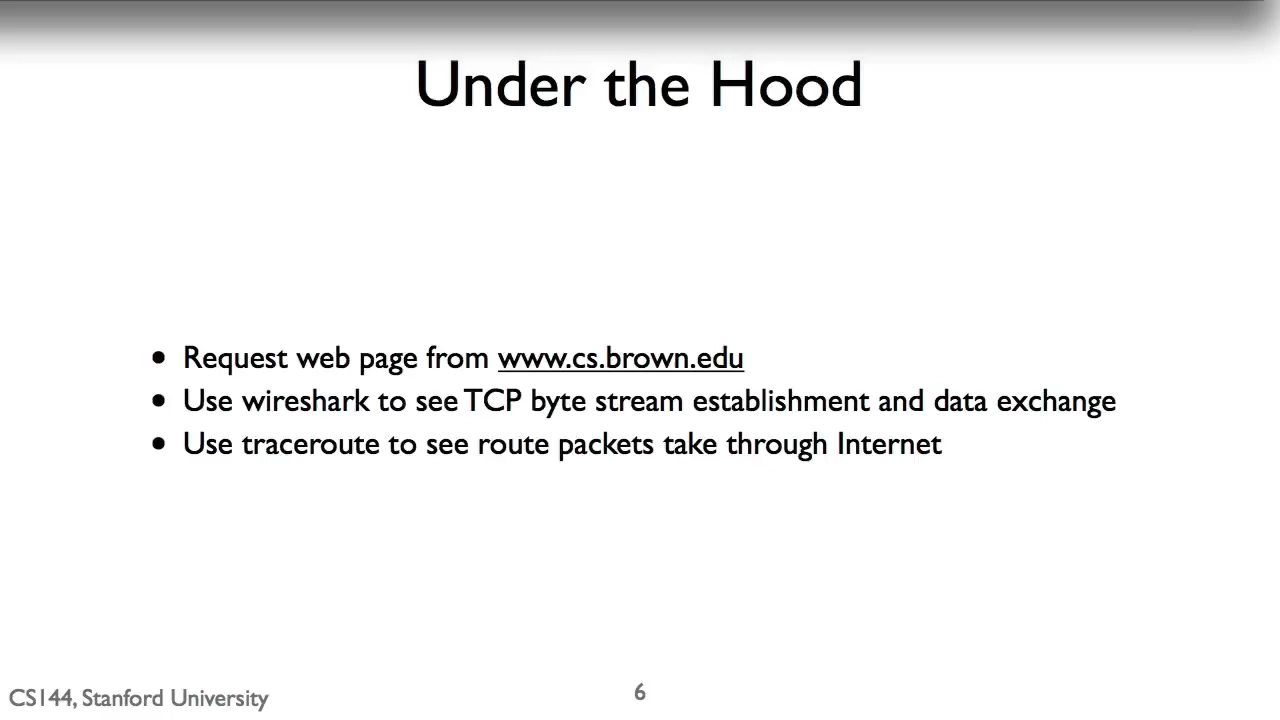 Under the Hood
• Request web page from www.cs.brown.edu
• Use wireshark to see TCP byte stream establishment and data exchange
• Use traceroute to see route packets take through Internet
CS144, Stanford University
6